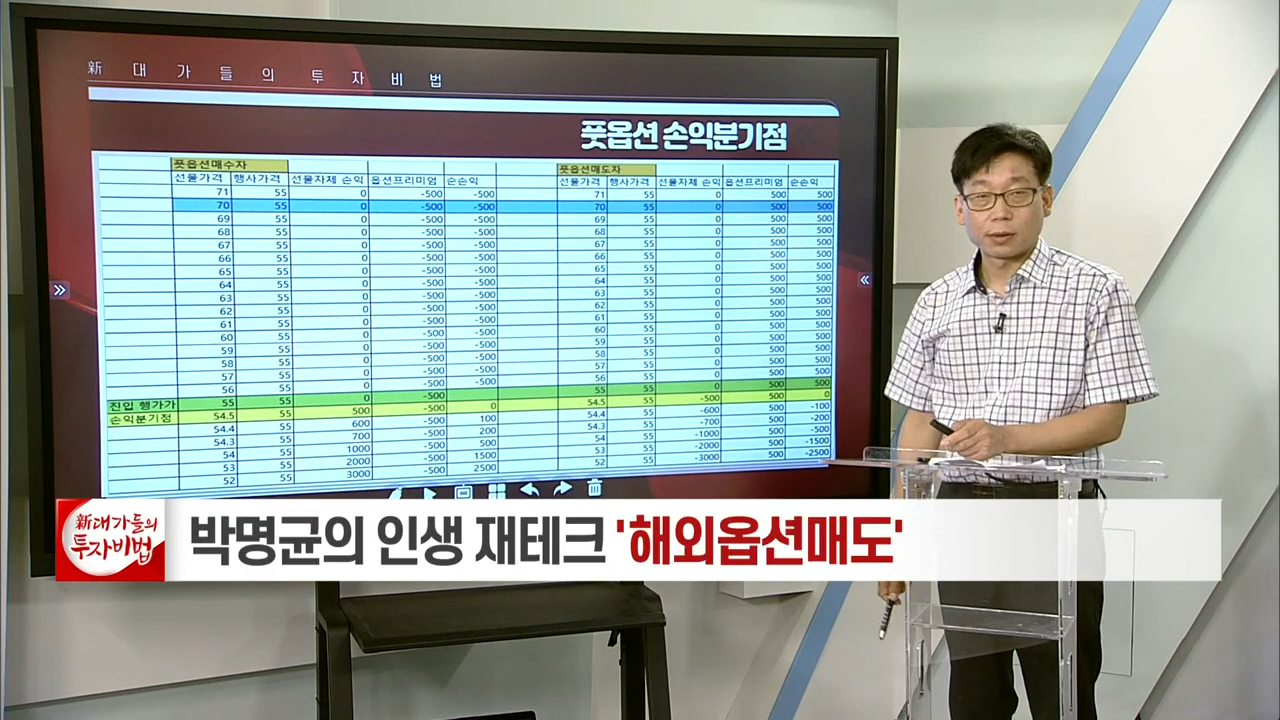 新 대 가 들 의 투 자 비 법
풋옵션 손익분기점
풋옵션매수자 풋옵션매도자
선물가격 행사가격 선물자체 손익 옵션프리미엄 순손익 선물가격 행사가격 선물자체 손익 옵션프리미엄 순손익
71 55 0 -500 -500 71 55 0 500 500
70 55 0 -500 -500 70 55 0 500 500
69 55 0 -500 -500 69 55 0 500 500
68 55 0 -500 -500 68 55 0 500 500
67 55 0 -500 -500 67 55 0 500 500
66 55 0 -500 -500 66 55 0 500 500
65 55 0 -500 -500 65 55 0 500 500
64 55 0 -500 -500 64 55 0 500 500
63 55 0 -500 -500 63 55 0 500 500
62 55 0 -500 -500 62 55 0 500 500
61 55 0 -500 -500 61 55 0 500 500
60 55 0 -500 -500 60 55 0 500 500
59 55 0 -500 -500 59 55 0 500 500
58 55 0 -500 -500 58 55 0 500 500
57 55 0 -500 -500 57 55 0 500 500
56 55 0 -500 -500 56 55 0 500 500
진입 행가가 55 55 0 -500 55 55 0 500 500
손익분기점 54.5 55 500 -500 0 54.5 55 -500 500 0
54.4 55 600 -500 100 54.4 55 -600 500 -100
54.3 55 700 -500 200 54.3 55 -700 500 -200
54 55 1000 -500 500 54 55 -1000 500 -500
53 55 2000 -500 1500 53 55 -2000 500 -1500
52 55 3000 -500 2500 52 55 -3000 500 -2500
新대가들의
투자비법
박명균의 인생 재테크 '해외옵션매도'